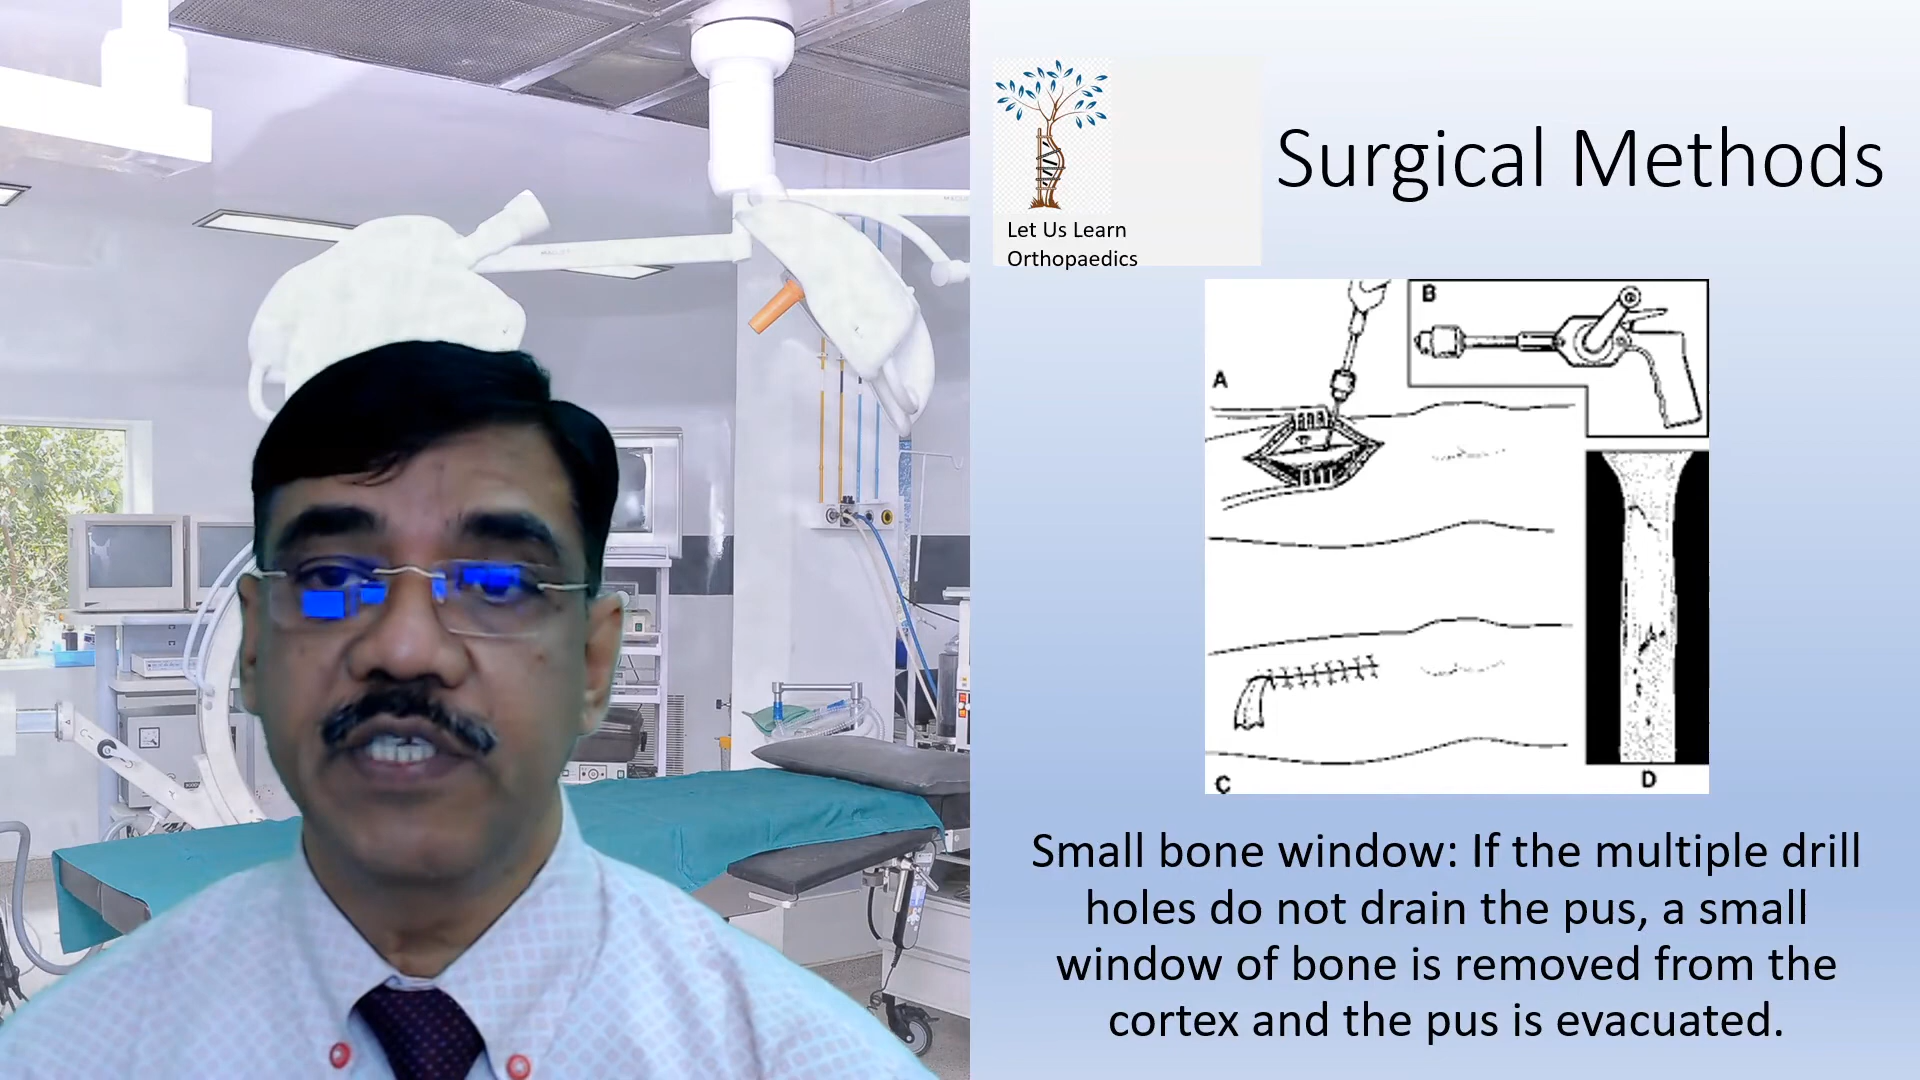 Let Us Learn
Orthopaedics
Surgical Methods
A
B
C
D
Small bone window: If the multiple drill
holes do not drain the pus, a small
window of bone is removed from the
cortex and the pus is evacuated.